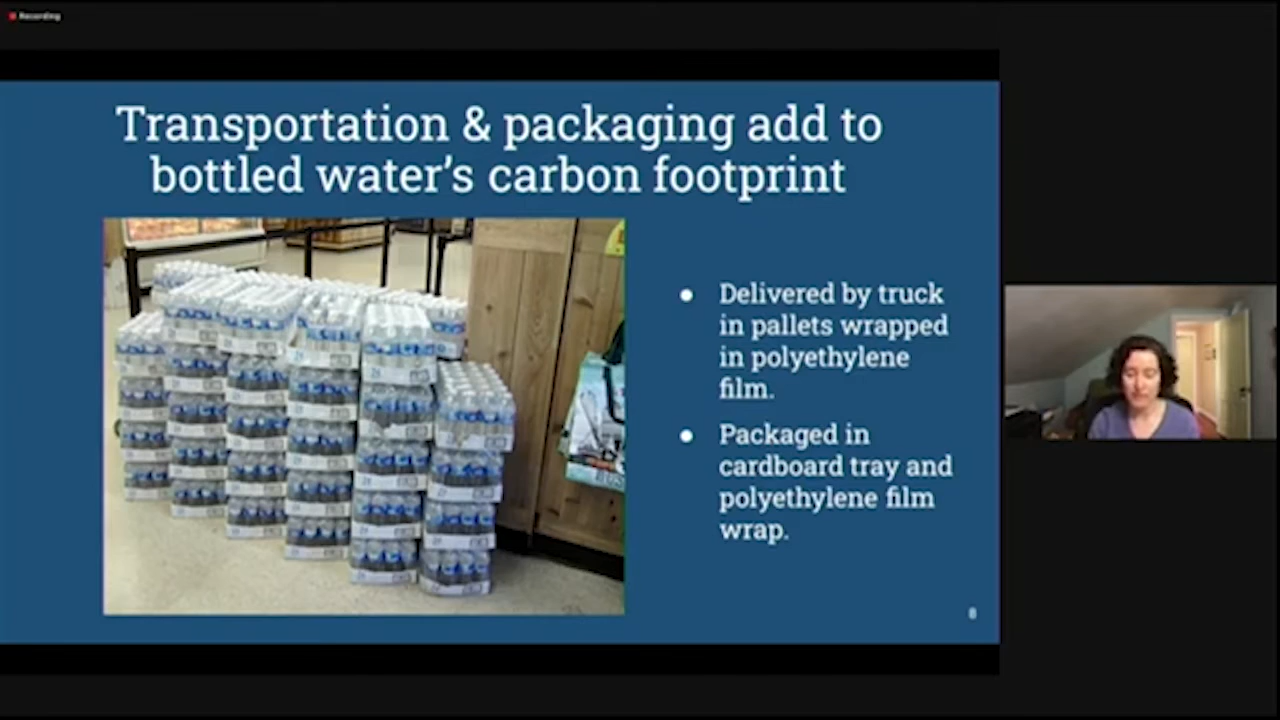 Recording
Transportation & packaging add to
bottled water's carbon footprint
● Delivered by truck
in pallets wrapped
in polyethylene
film.
● Packaged in
cardboard tray and
polyethylene film
wrap.
8